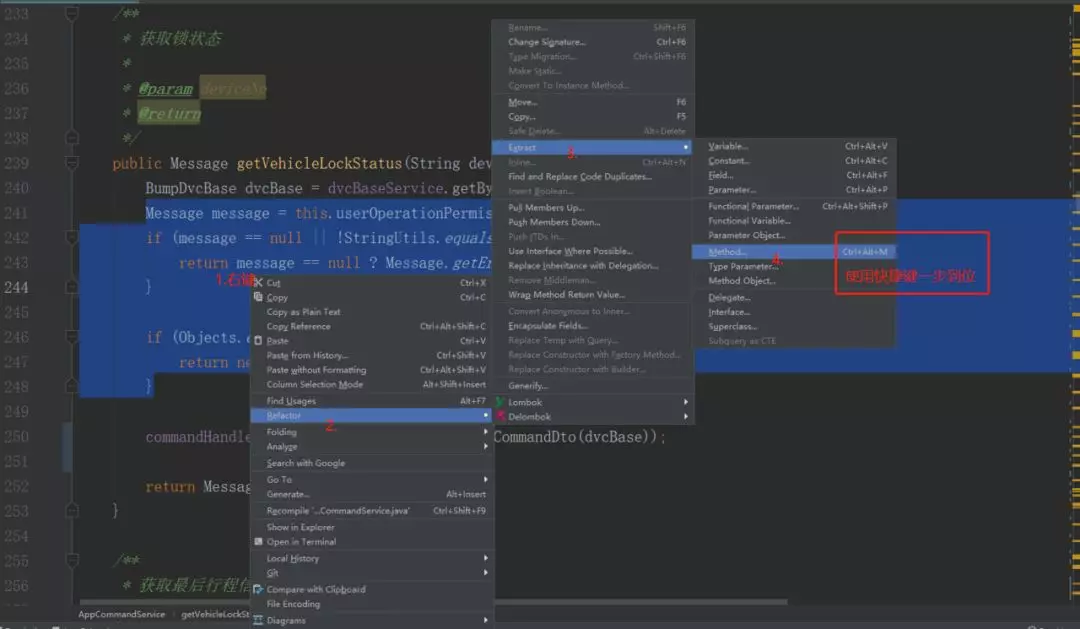 233 /**
234 * 获取锁状态
235 *
236 * @param deviceNo
237 * @return
238 */
239 public Message getVehicleLockStatus(String dev
240 BumpDvcBase dvcBase = dvcBaseService.getBy
241 Message message = this.userOperationPermis
242 if (message == null || !StringUtils.equals
243 return message == null ? Message.getEr
244 }
245
246 if (Objects.
247 return ne
248 }
249
250 commandHandle CommandDto(dvcBase));
251
252 return Messag
253 }
254
255 /**
256 * 获取最后行程信
1.右键
Cut Ctrl+X
Copy Ctrl+C
Copy as Plain Text
Copy Reference Ctrl+Alt+Shift+C
Paste Ctrl+V
Paste from History... Ctrl+Shift+V
Paste without Formatting Ctrl+Alt+Shift+V
Column Selection Mode Alt+Shift+Insert
Find Usages Alt+F7
Refactor
2.
Folding
Analyze
Search with Google
Go To
Generate... Alt+Insert
Recompile '...CommandService.java' Ctrl+Shift+F9
Show in Explorer
Open in Terminal
Local History
Git
Compare with Clipboard
File Encoding
Diagrams
Rename... Shift+F6
Change Signature... Ctrl+F6
Type Migration... Ctrl+Shift+F6
Make Static...
Convert To Instance Method...
Move... F6
Copy... F5
Safe Delete... Alt+Delete
Extract
3.
Inline... Ctrl+Alt+N
Find and Replace Code Duplicates...
Insert Boolean...
Pull Members Up...
Push Members Down...
Push ITDs In...
Use Interface Where Possible...
Replace Inheritance with Delegation...
Remove Middleman...
Wrap Method Return Value...
Convert Anonymous to Inner...
Encapsulate Fields...
Replace Temp with Query...
Replace Constructor with Factory Method...
Replace Constructor with Builder...
Generify...
Lombok
Delombok
Variable... Ctrl+Alt+V
Constant... Ctrl+Alt+C
Field... Ctrl+Alt+F
Parameter... Ctrl+Alt+P
Functional Parameter... Ctrl+Alt+Shift+P
Functional Variable...
Parameter Object...
Method... Ctrl+Alt+M
4.
Type Parameter...
Method Object...
Delegate...
Interface...
Superclass...
Subquery as CTE
使用快捷键一步到位
AppCommandService getVehicleLockSt